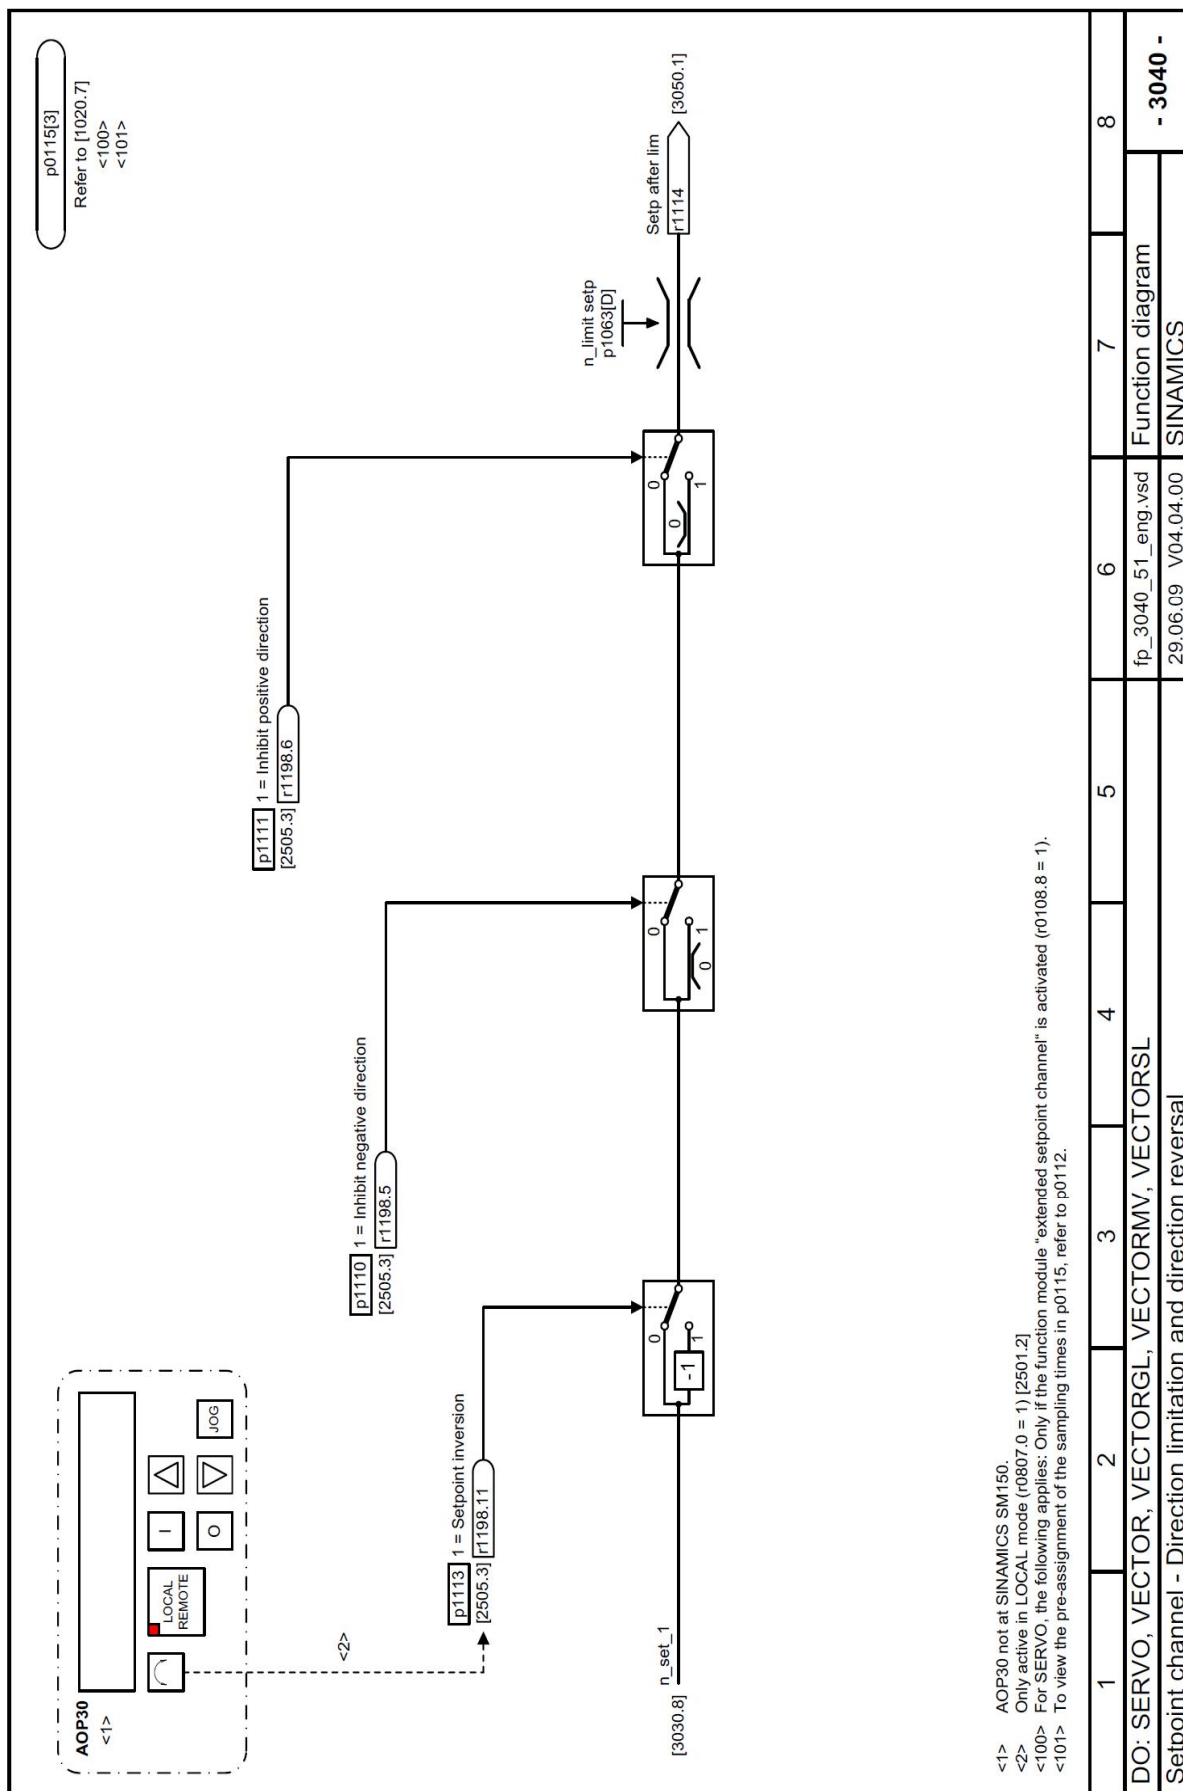 p0115[3]
Refer to [1020.7]
<100>
<101>
AOP30
<1>
LOCAL
REMOTE
I
O
JOG
<2>
p1113 1 = Setpoint inversion
[2505.3] r1198.11
p1110 1 = Inhibit negative direction
[2505.3] r1198.5
p1111 1 = Inhibit positive direction
[2505.3] r1198.6
n_limit setp
p1063[D]
Setp after lim
r1114 [3050.1]
[3030.8] n_set_1
0
-1
1
0
0
1
0
0
1
<1> AOP30 not at SINAMICS SM150.
<2> Only active in LOCAL mode (r0807.0 = 1) [2501.2]
<100> For SERVO, the following applies: Only if the function module "extended setpoint channel" is activated (r0108.8 = 1).
<101> To view the pre-assignment of the sampling times in p0115, refer to p0112.
1 2 3 4 5 6 7 8
DO: SERVO, VECTOR, VECTORGL, VECTORMV, VECTORSL fp_3040_51_eng.vsd Function diagram - 3040 -
Setpoint channel - Direction limitation and direction reversal 29.06.09 V04.04.00 SINAMICS